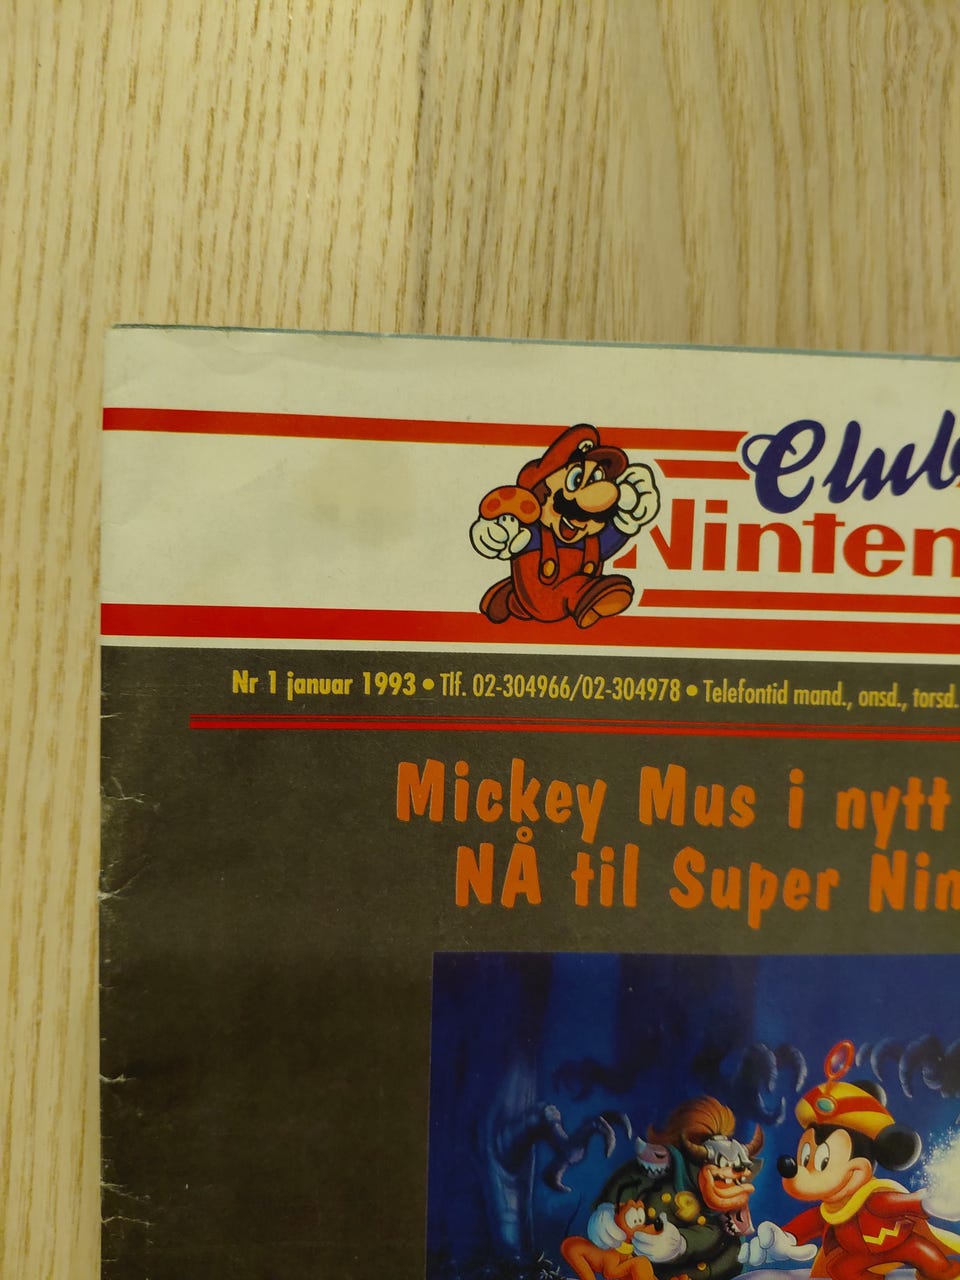 Club
Ninten
Nr 1 januar 1993 • Tlf. 02-304966/02-304978 • Telefontid mand., onsd., torsd.
Mickey Mus i nytt
NÅ til Super Nin